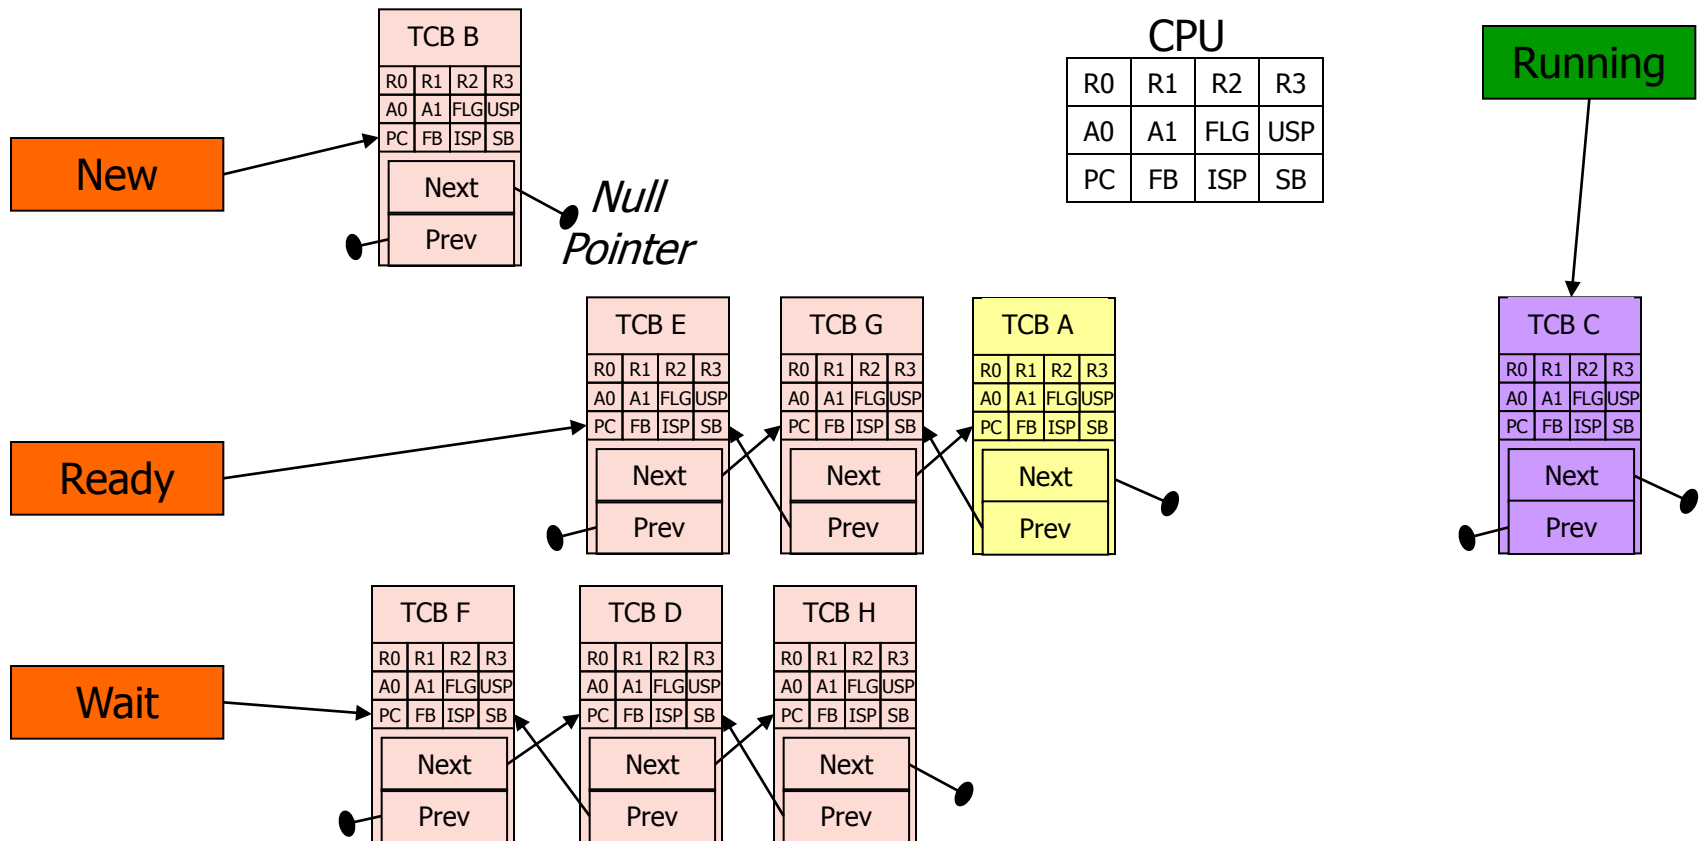 TCB B
R0 R1 R2 R3
A0 A1 FLG USP
PC FB ISP SB
Next
Prev
New
Null
Pointer
CPU
R0 R1 R2 R3
A0 A1 FLG USP
PC FB ISP SB
Running
Ready
TCB E
R0 R1 R2 R3
A0 A1 FLG USP
PC FB ISP SB
Next
Prev
TCB G
R0 R1 R2 R3
A0 A1 FLG USP
PC FB ISP SB
Next
Prev
TCB A
R0 R1 R2 R3
A0 A1 FLG USP
PC FB ISP SB
Next
Prev
TCB C
R0 R1 R2 R3
A0 A1 FLG USP
PC FB ISP SB
Next
Prev
Wait
TCB F
R0 R1 R2 R3
A0 A1 FLG USP
PC FB ISP SB
Next
Prev
TCB D
R0 R1 R2 R3
A0 A1 FLG USP
PC FB ISP SB
Next
Prev
TCB H
R0 R1 R2 R3
A0 A1 FLG USP
PC FB ISP SB
Next
Prev